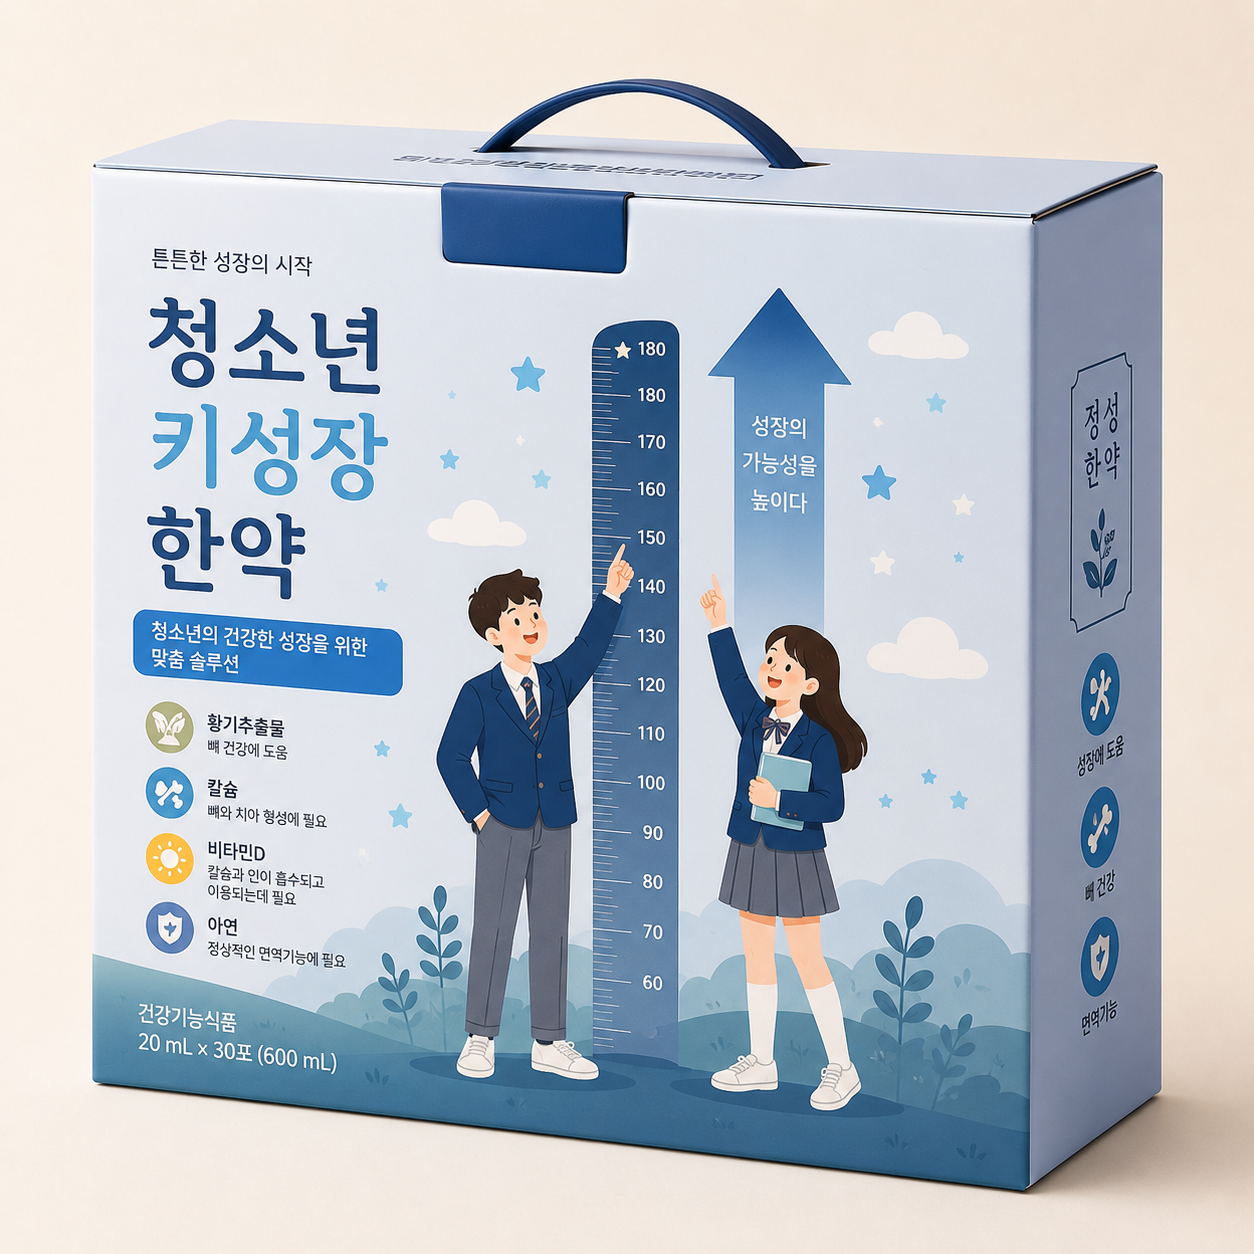 튼튼한 성장의 시작
청소년
키성장
한약
청소년의 건강한 성장을 위한
맞춤 솔루션
황기추출물
뼈 건강에 도움
칼슘
뼈와 치아 형성에 필요
비타민D
칼슘과 인이 흡수되고
이용되는데 필요
아연
정상적인 면역기능에 필요
건강기능식품
20 mL × 30포 (600 mL)
180
180
170
160
150
140
130
120
110
100
90
80
70
60
성장의
가능성을
높이다
정성
한약
성장에 도움
뼈 건강
면역기능